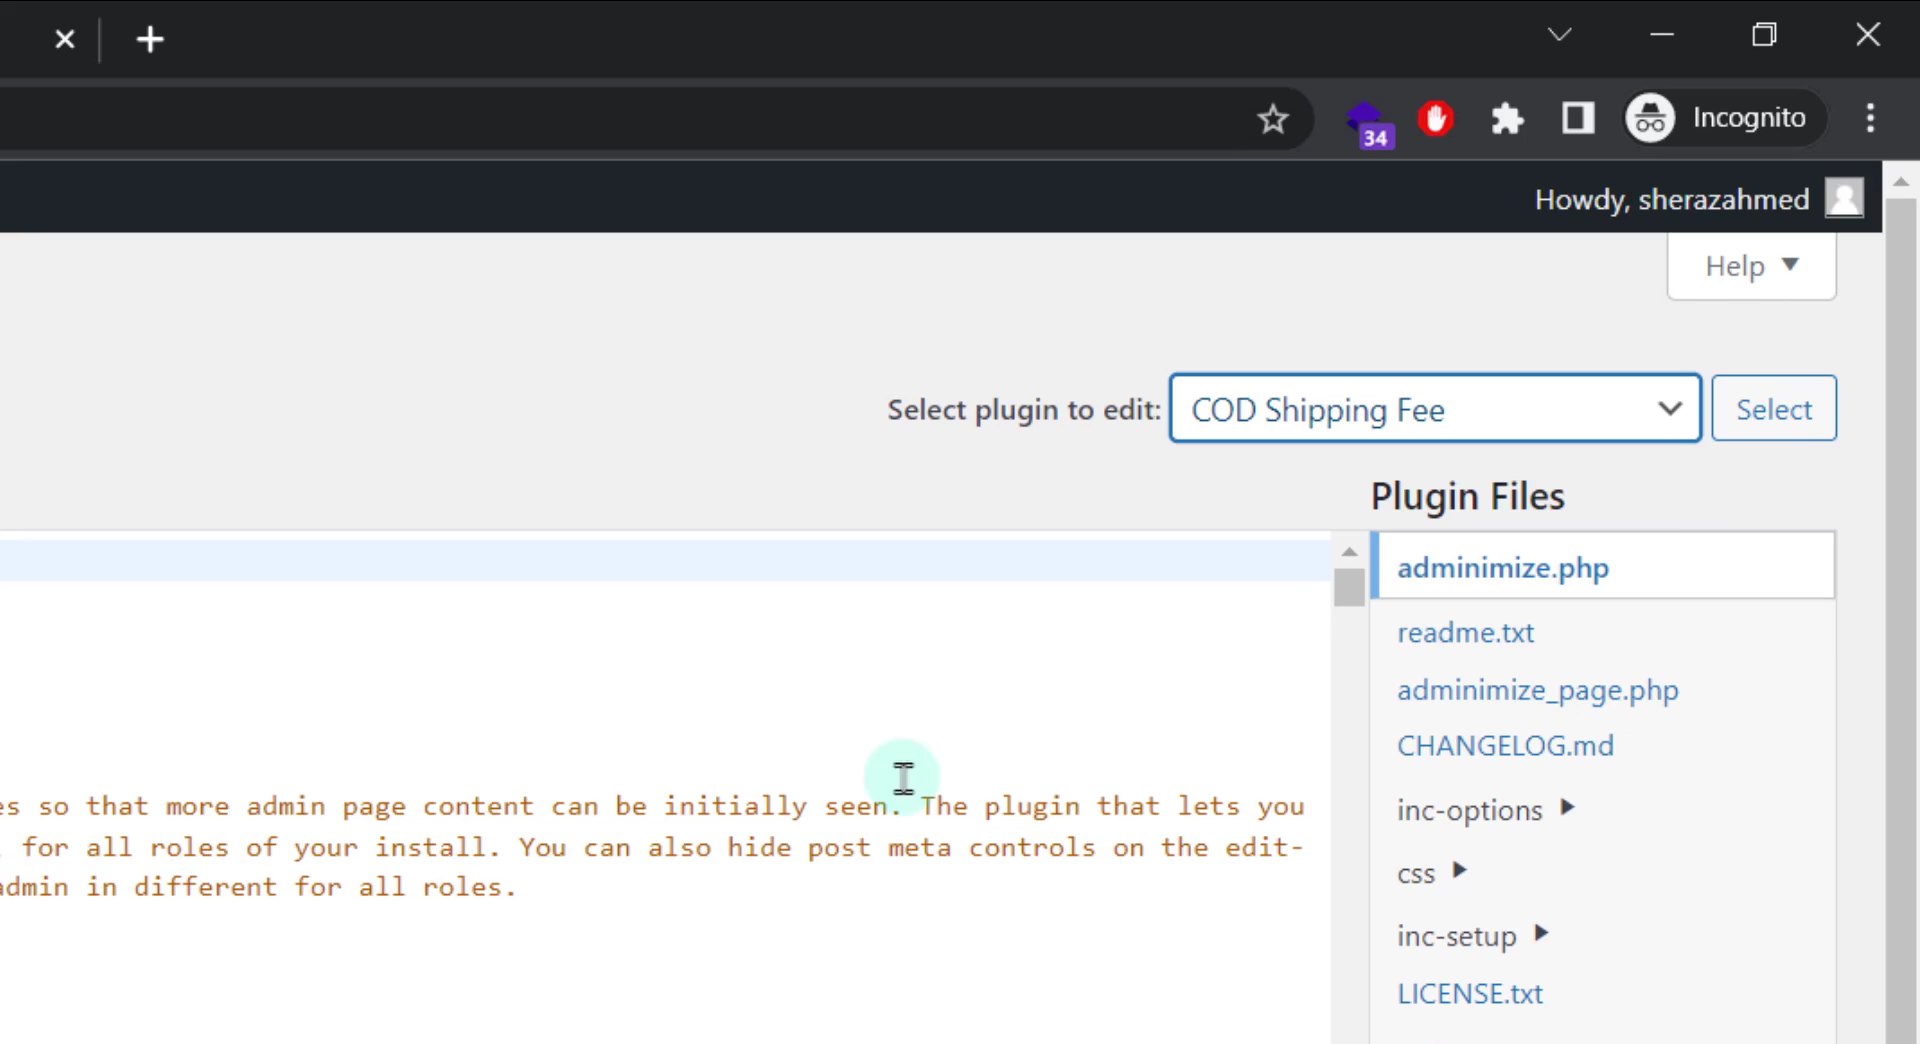 34
Incognito
Howdy, sherazahmed
Help
Select plugin to edit:
COD Shipping Fee
Select
Plugin Files
adminimize.php
readme.txt
adminimize_page.php
CHANGELOG.md
inc-options
css
inc-setup
LICENSE.txt
es so that more admin page content can be initially seen. The plugin that lets you
for all roles of your install. You can also hide post meta controls on the edit-
admin in different for all roles.